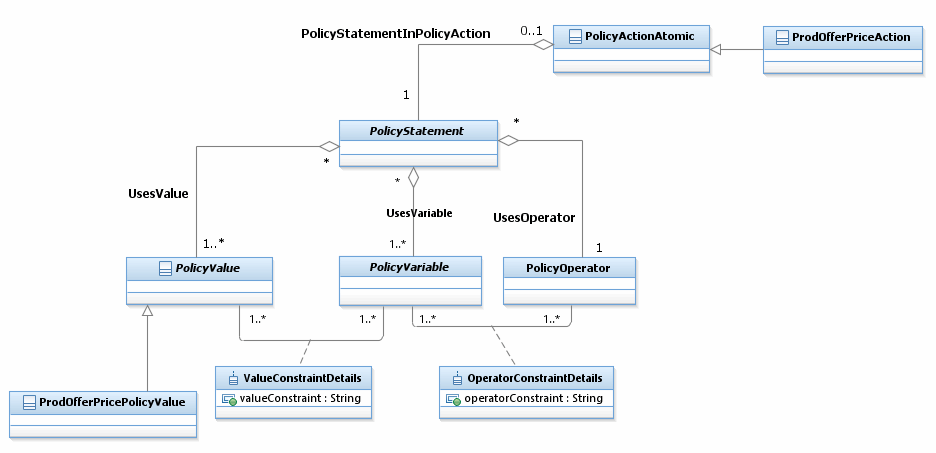 PolicyStatementInPolicyAction
0..1
PolicyActionAtomic
ProdOfferPriceAction
1
PolicyStatement
*
*
*
UsesValue
UsesVariable
UsesOperator
1..*
1..*
1
PolicyValue
PolicyVariable
PolicyOperator
1..*
1..*
1..*
1..*
ValueConstraintDetails
valueConstraint : String
OperatorConstraintDetails
operatorConstraint : String
ProdOfferPricePolicyValue